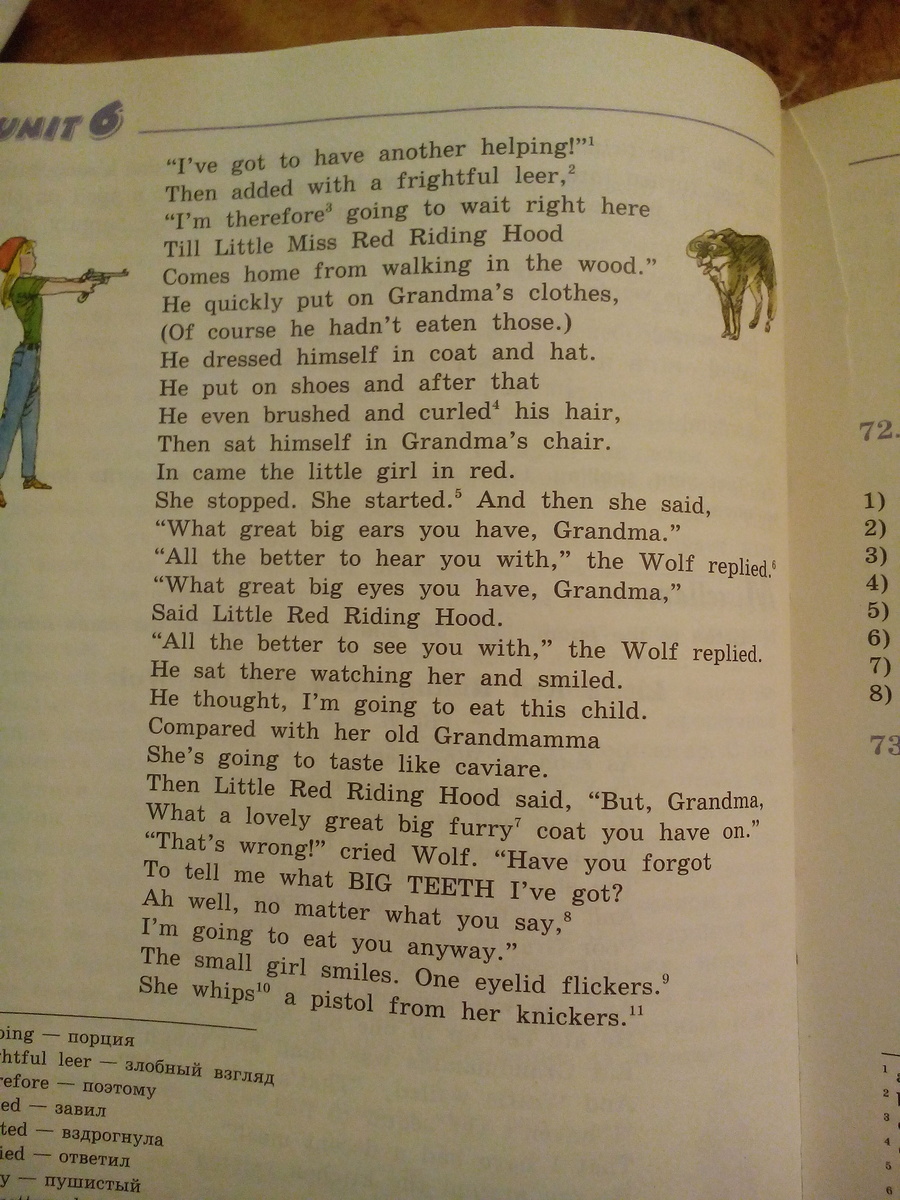 UNIT 6
“I’ve got to have another helping!”¹
Then added with a frightful leer,²
“I’m therefore³ going to wait right here
Till Little Miss Red Riding Hood
Comes home from walking in the wood.”
He quickly put on Grandma’s clothes,
(Of course he hadn’t eaten those.)
He dressed himself in coat and hat.
He put on shoes and after that
He even brushed and curled⁴ his hair,
Then sat himself in Grandma’s chair.
In came the little girl in red.
She stopped. She started.⁵ And then she said,
“What great big ears you have, Grandma.”
“All the better to hear you with,” the Wolf replied.⁶
“What great big eyes you have, Grandma,”
Said Little Red Riding Hood.
“All the better to see you with,” the Wolf replied.
He sat there watching her and smiled.
He thought, I’m going to eat this child.
Compared with her old Grandmamma
She’s going to taste like caviare.
Then Little Red Riding Hood said, “But, Grandma,
What a lovely great big furry⁷ coat you have on.”
“That’s wrong!” cried Wolf. “Have you forgot
To tell me what BIG TEETH I’ve got?
Ah well, no matter what you say,⁸
I’m going to eat you anyway.”
The small girl smiles. One eyelid flickers.⁹
She whips¹⁰ a pistol from her knickers.¹¹
ping — порция
htful leer — злобный взгляд
refore — поэтому
ed — завил
ted — вздрогнула
ied — ответил
y — пушистый
72.
1)
2)
3)
4)
5)
6)
7)
8)
73
1
2
3
4
5
6